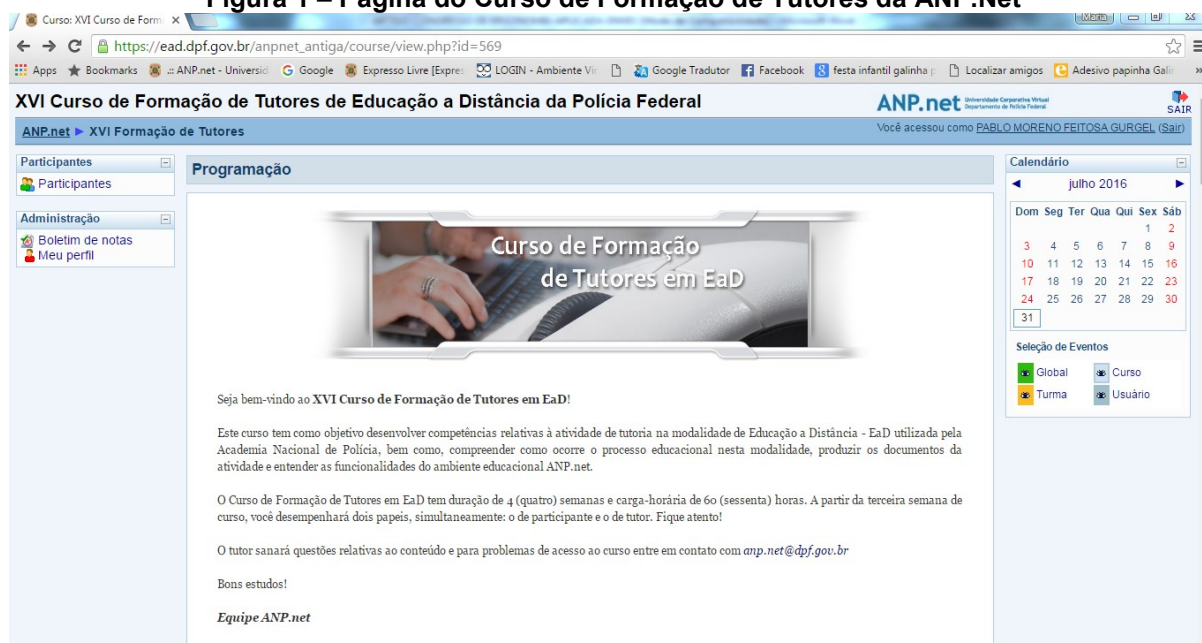 Figura 1 – Página do Curso de Formação de Tutores da ANP.Net
Curso: XVI Curso de Form
Maria
https://ead.dpf.gov.br/anpnet_antiga/course/view.php?id=569
Apps Bookmarks .:: ANP.net - Universid Google Expresso Livre [Expres LOGIN - Ambiente Vir Google Tradutor Facebook festa infantil galinha p Localizar amigos Adesivo papinha Galin »
XVI Curso de Formação de Tutores de Educação a Distância da Polícia Federal
ANP.net Universidade Corporativa Virtual
Departamento de Polícia Federal
SAIR
ANP.net ► XVI Formação de Tutores
Você acessou como PABLO MORENO FEITOSA GURGEL (Sair)
Participantes
Participantes
Administração
Boletim de notas
Meu perfil
Programação
Curso de Formação
de Tutores em EaD
Seja bem-vindo ao XVI Curso de Formação de Tutores em EaD!
Este curso tem como objetivo desenvolver competências relativas à atividade de tutoria na modalidade de Educação a Distância - EaD utilizada pela
Academia Nacional de Polícia, bem como, compreender como ocorre o processo educacional nesta modalidade, produzir os documentos da
atividade e entender as funcionalidades do ambiente educacional ANP.net.
O Curso de Formação de Tutores em EaD tem duração de 4 (quatro) semanas e carga-horária de 60 (sessenta) horas. A partir da terceira semana de
curso, você desempenhará dois papeis, simultaneamente: o de participante e o de tutor. Fique atento!
O tutor sanará questões relativas ao conteúdo e para problemas de acesso ao curso entre em contato com anp.net@dpf.gov.br
Bons estudos!
Equipe ANP.net
Calendário
◄ julho 2016 ►
Dom Seg Ter Qua Qui Sex Sáb
1 2
3 4 5 6 7 8 9
10 11 12 13 14 15 16
17 18 19 20 21 22 23
24 25 26 27 28 29 30
31
Seleção de Eventos
Global Curso
Turma Usuário